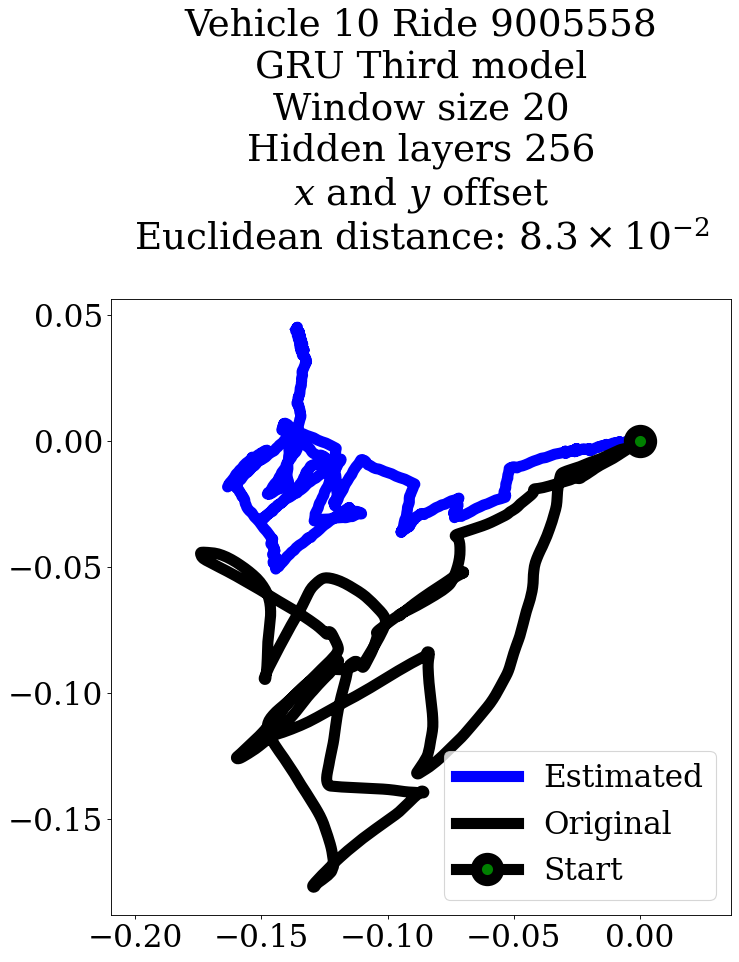 Vehicle 10 Ride 9005558
GRU Third model
Window size 20
Hidden layers 256
x and y offset
Euclidean distance: 8.3 × 10⁻²
0.05
0.00
−0.05
−0.10
−0.15
Estimated
Original
Start
−0.20 −0.15 −0.10 −0.05 0.00